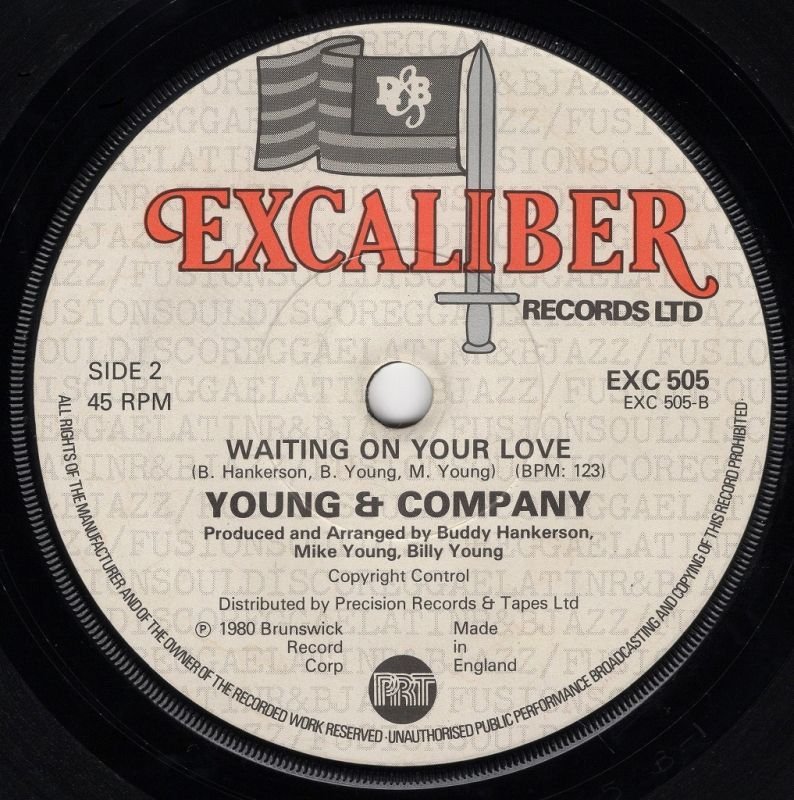 R&B
EXCALIBER
RECORDS LTD
SIDE 2
45 RPM
EXC 505
EXC 505-B
WAITING ON YOUR LOVE
(B. Hankerson, B. Young, M. Young) (BPM: 123)
YOUNG & COMPANY
Produced and Arranged by Buddy Hankerson,
Mike Young, Billy Young
Copyright Control
Distributed by Precision Records & Tapes Ltd
℗ 1980 Brunswick
Record
Corp
Made
in
England
PRT
ALL RIGHTS OF THE MANUFACTURER AND OF THE OWNER OF THE RECORDED WORK RESERVED · UNAUTHORISED PUBLIC PERFORMANCE BROADCASTING AND COPYING OF THIS RECORD PROHIBITED